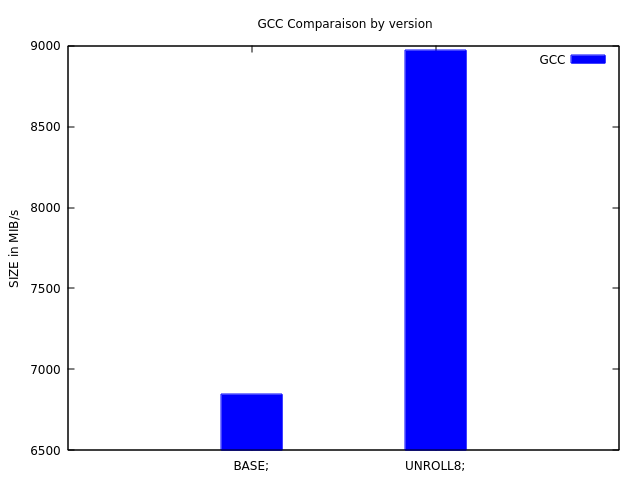 GCC Comparaison by version
GCC
SIZE in MIB/s
9000
8500
8000
7500
7000
6500
BASE;
UNROLL8;